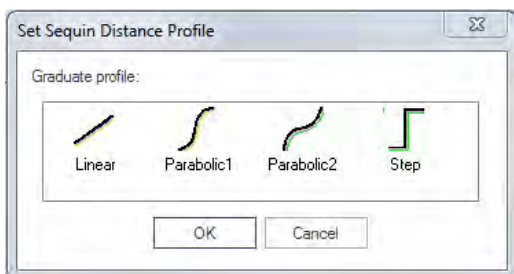 Set Sequin Distance Profile
Graduate profile:
Linear Parabolic1 Parabolic2 Step
OK Cancel